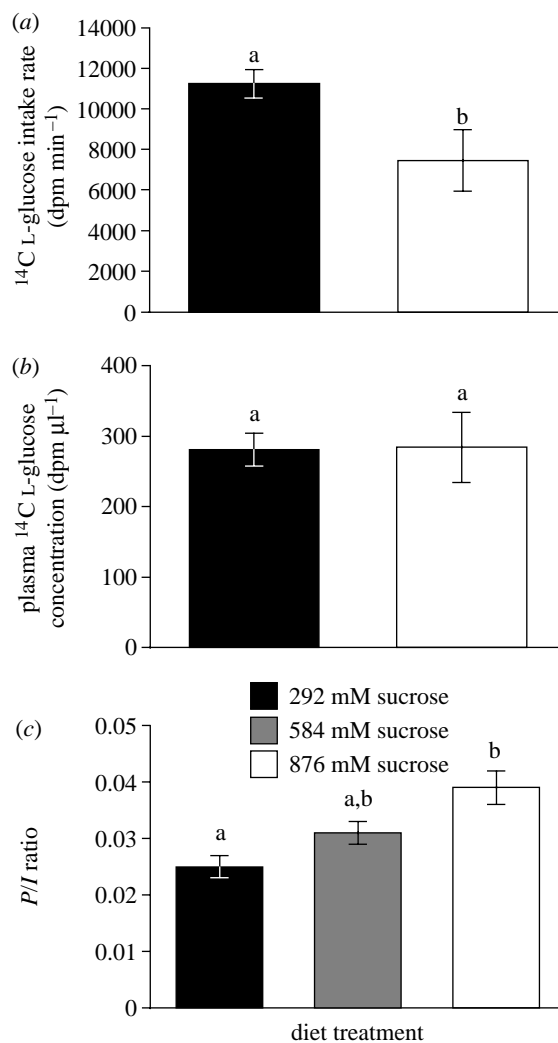 (a)
14000
12000
10000
8000
6000
4000
2000
0
¹⁴C L-glucose intake rate
(dpm min⁻¹)
a
b
(b)
400
300
200
100
0
plasma ¹⁴C L-glucose
concentration (dpm µl⁻¹)
a
a
292 mM sucrose
584 mM sucrose
876 mM sucrose
(c)
0.05
0.04
0.03
0.02
0.01
0
P/I ratio
a
a,b
b
diet treatment